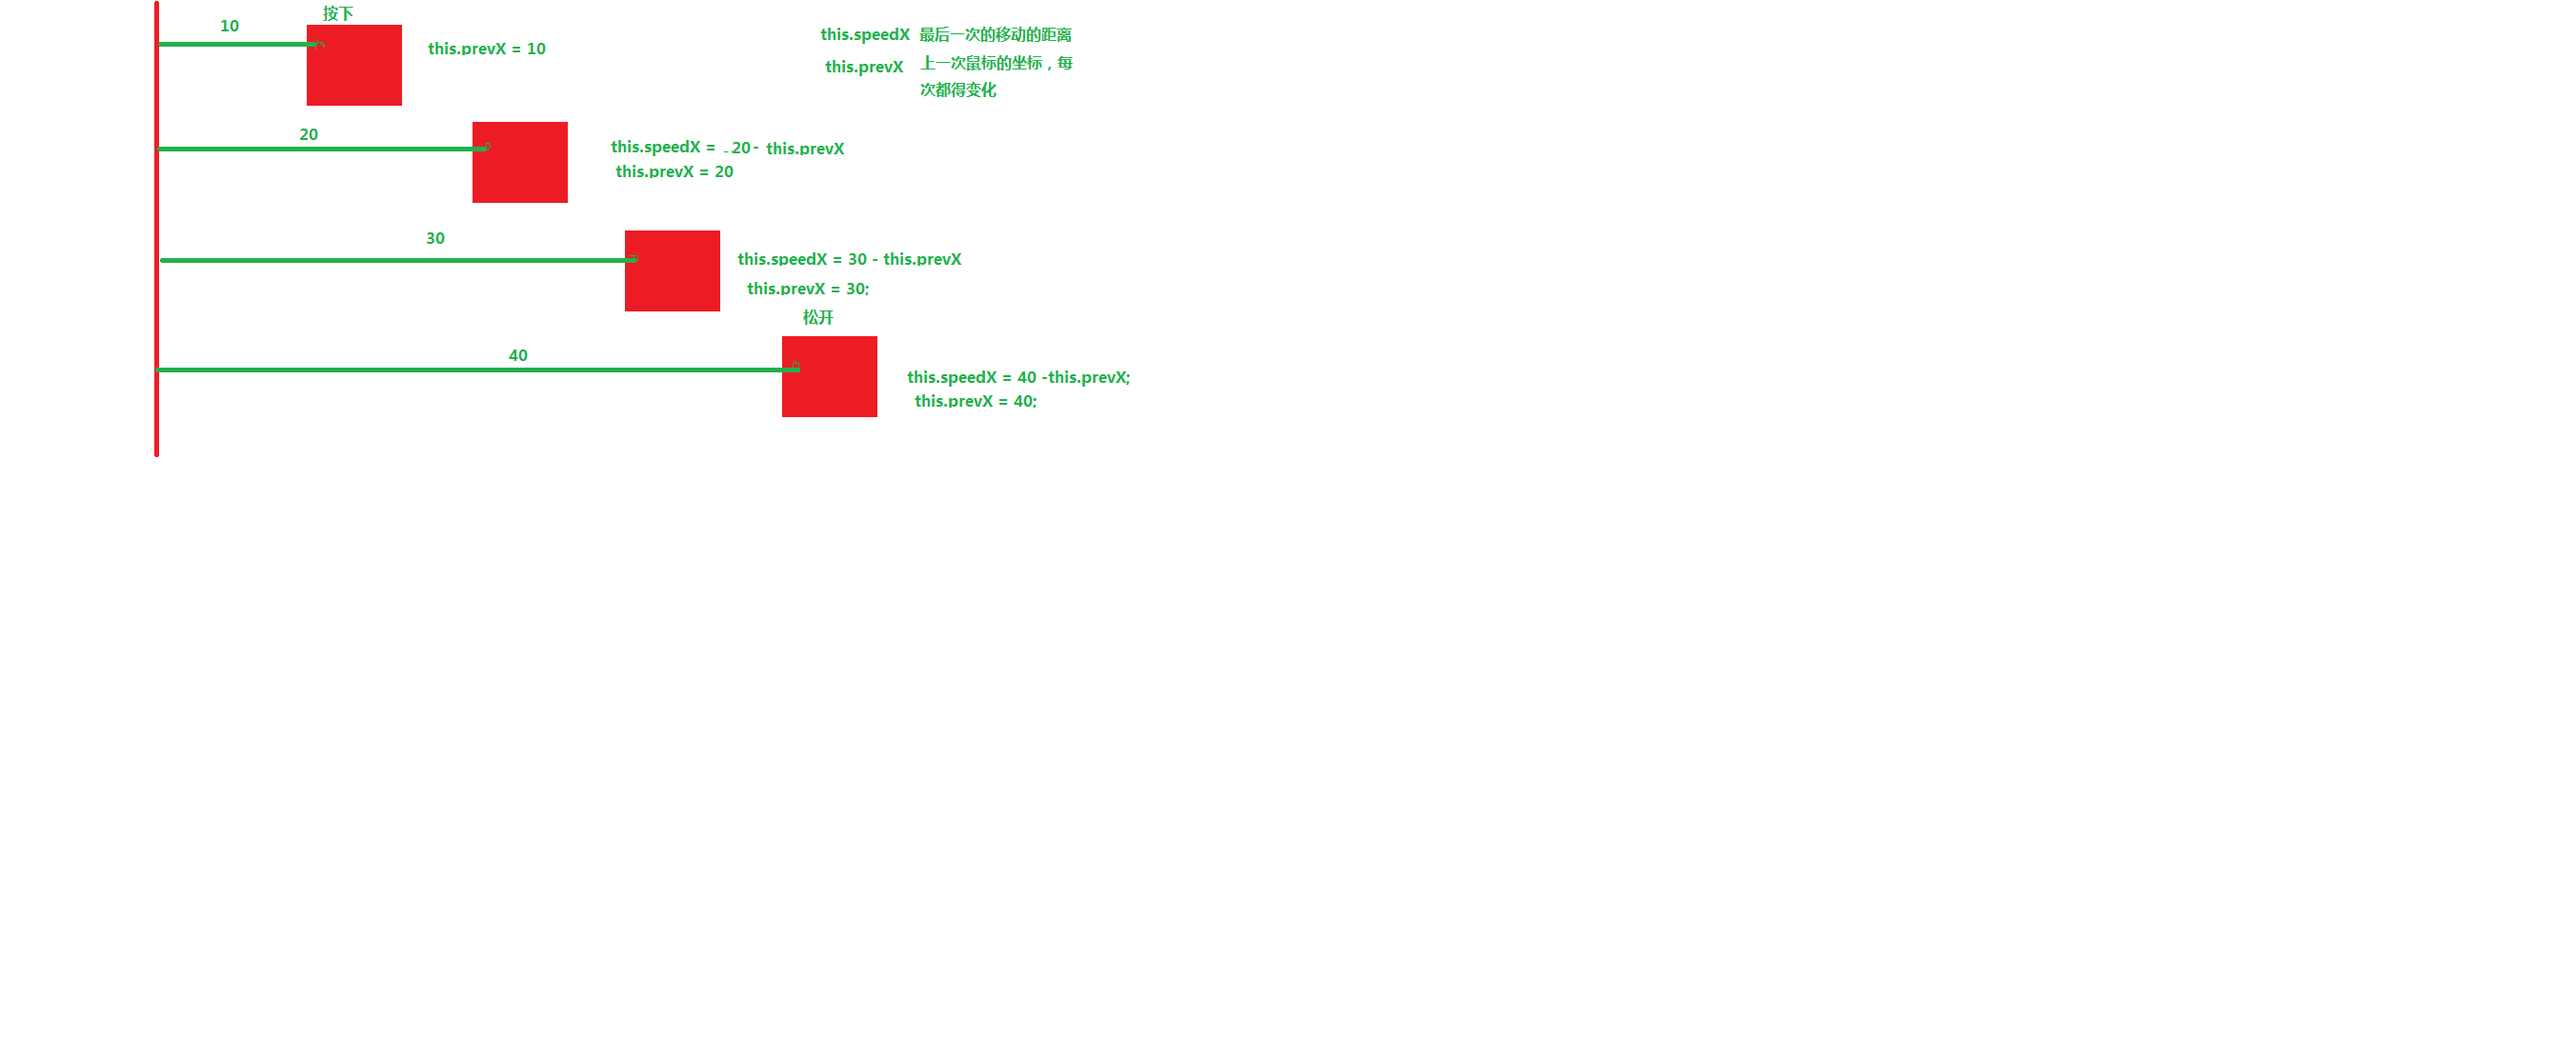 按下
10
this.prevX = 10
this.speedX 最后一次的移动的距离
this.prevX 上一次鼠标的坐标，每
次都得变化
20
this.speedX = 20 - this.prevX
this.prevX = 20
30
this.speedX = 30 - this.prevX
this.prevX = 30;
松开
40
this.speedX = 40 -this.prevX;
this.prevX = 40;